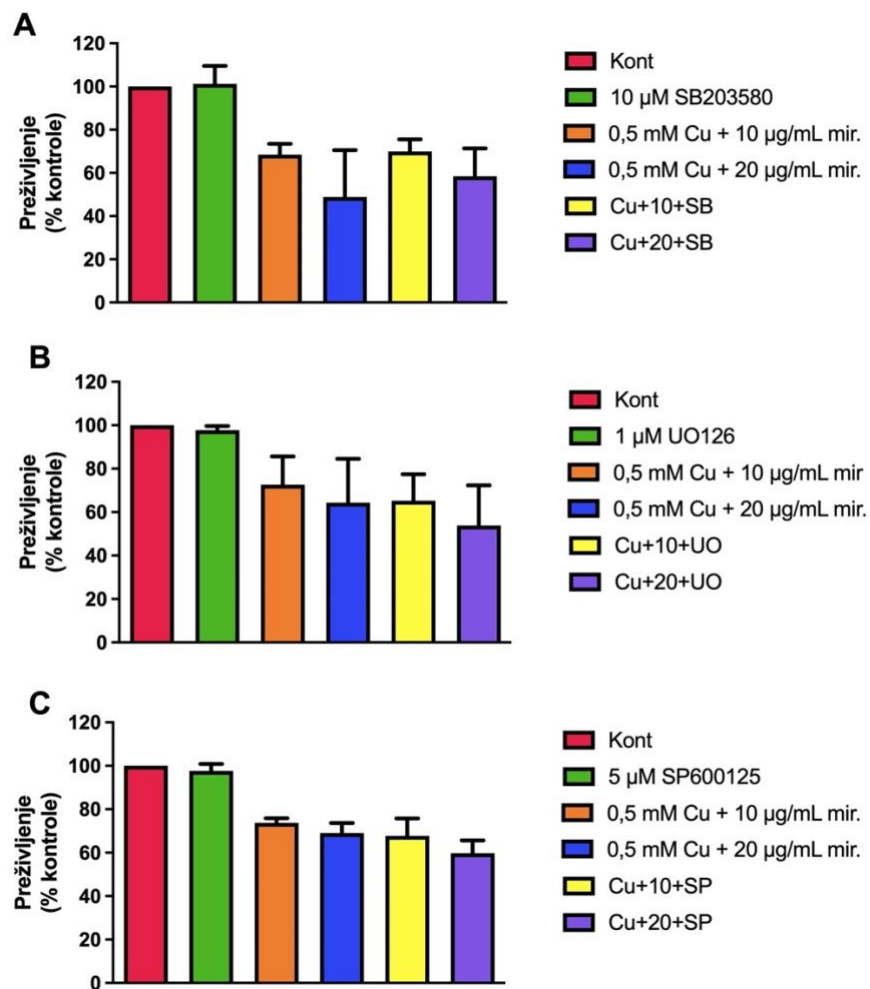 A
Preživljenje
(% kontrole)
120
100
80
60
40
20
0
Kont
10 µM SB203580
0,5 mM Cu + 10 µg/mL mir.
0,5 mM Cu + 20 µg/mL mir.
Cu+10+SB
Cu+20+SB
B
Preživljenje
(% kontrole)
120
100
80
60
40
20
0
Kont
1 µM UO126
0,5 mM Cu + 10 µg/mL mir
0,5 mM Cu + 20 µg/mL mir.
Cu+10+UO
Cu+20+UO
C
Preživljenje
(% kontrole)
120
100
80
60
40
20
0
Kont
5 µM SP600125
0,5 mM Cu + 10 µg/mL mir.
0,5 mM Cu + 20 µg/mL mir.
Cu+10+SP
Cu+20+SP